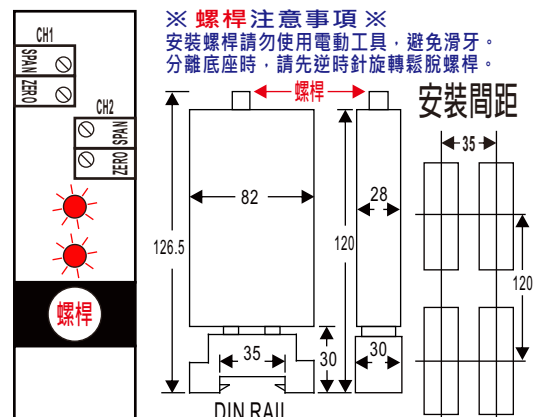 ※ 螺桿注意事項 ※
安裝螺桿請勿使用電動工具，避免滑牙。
分離底座時，請先逆時針旋轉鬆脫螺桿。
CH1
SPAN
ZERO
CH2
SPAN
ZERO
螺桿
螺桿
82
126.5
120
35
30
DIN RAIL
28
30
安裝間距
35
120